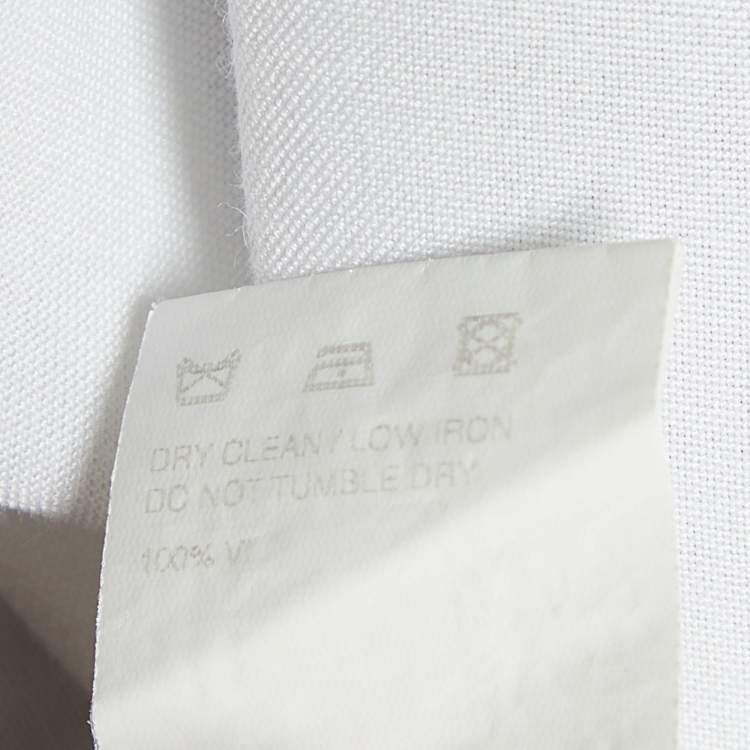 DRY CLEAN / LOW IRON
DO NOT TUMBLE DRY
100%